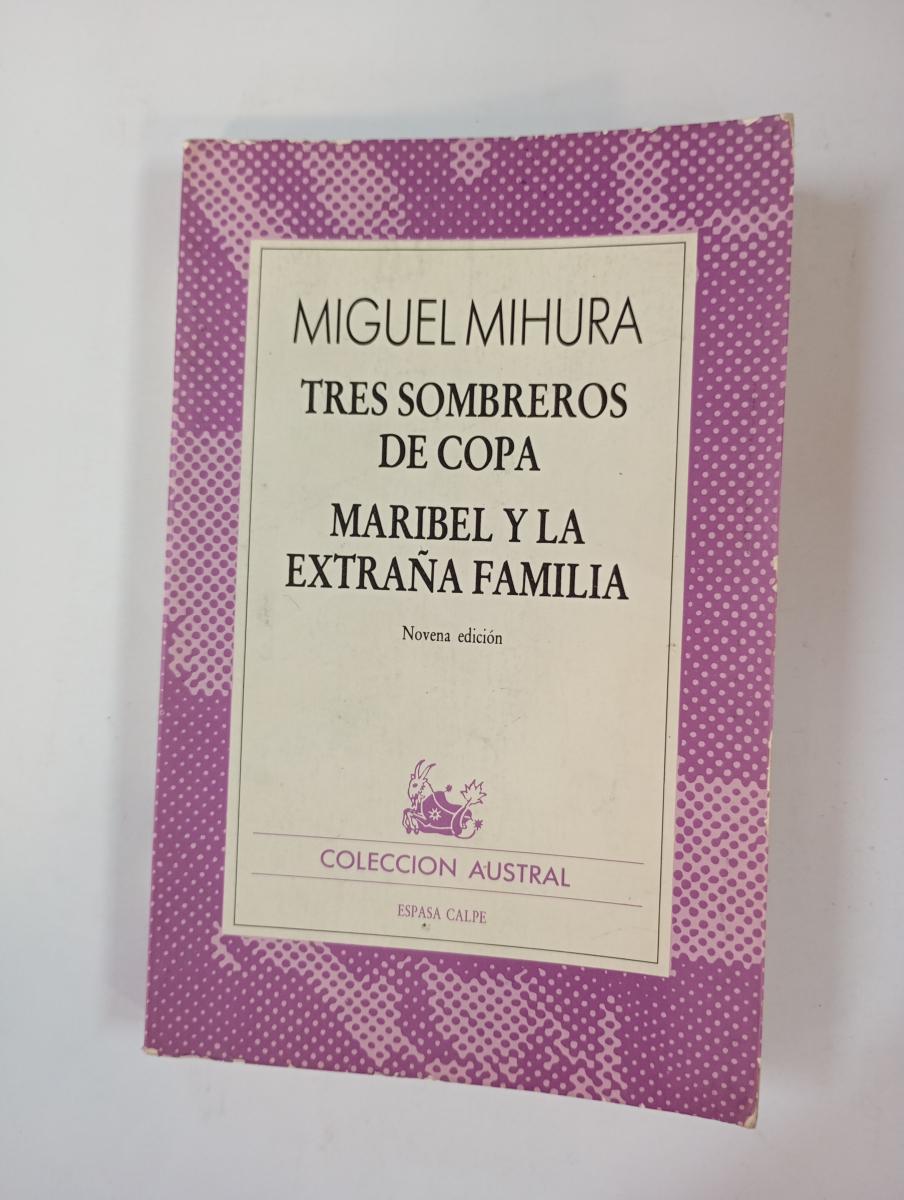 MIGUEL MIHURA
TRES SOMBREROS
DE COPA
MARIBEL Y LA
EXTRAÑA FAMILIA
Novena edición
COLECCION AUSTRAL
ESPASA CALPE